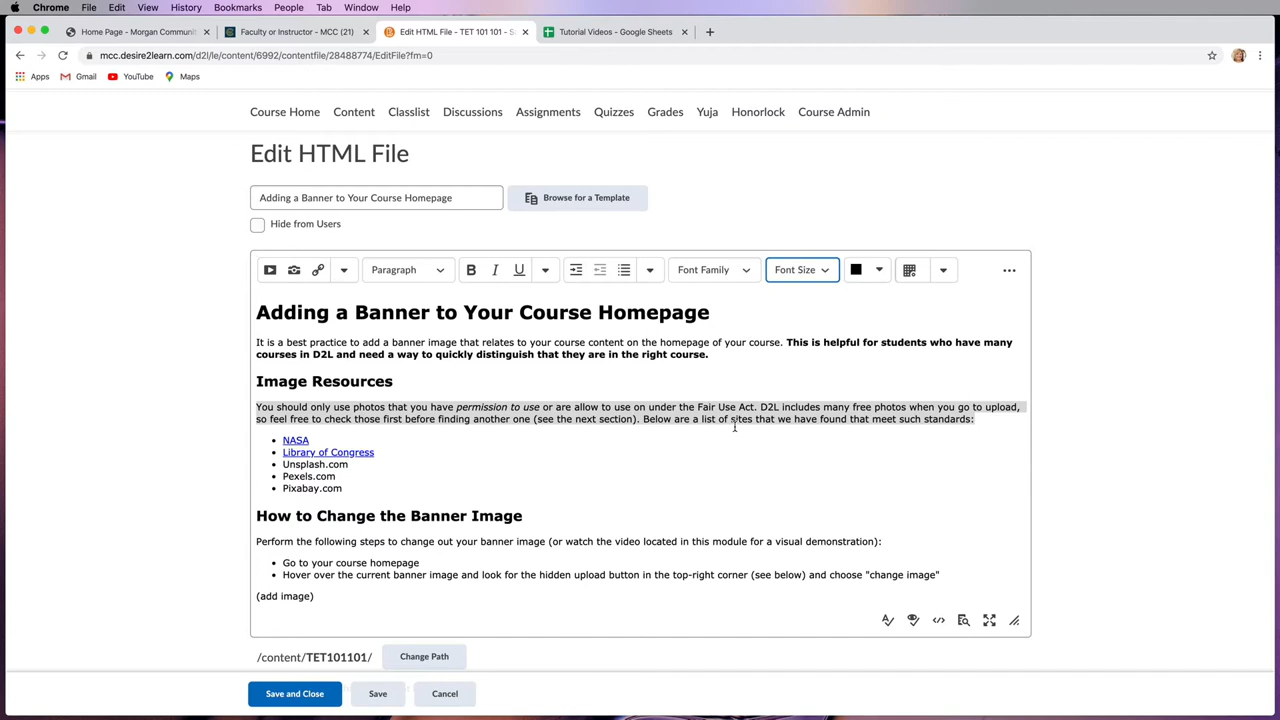 Chrome File Edit View History Bookmarks People Tab Window Help
Home Page - Morgan Communi
Faculty or Instructor - MCC (21)
Edit HTML File - TET 101 101 - S
Tutorial Videos - Google Sheets
mcc.desire2learn.com/d2l/le/content/6992/contentfile/28488774/EditFile?fm=0
Apps Gmail YouTube Maps
Course Home Content Classlist Discussions Assignments Quizzes Grades Yuja Honorlock Course Admin
Edit HTML File
Adding a Banner to Your Course Homepage Browse for a Template
Hide from Users
Paragraph B I U Font Family Font Size
Adding a Banner to Your Course Homepage
It is a best practice to add a banner image that relates to your course content on the homepage of your course. This is helpful for students who have many
courses in D2L and need a way to quickly distinguish that they are in the right course.
Image Resources
You should only use photos that you have permission to use or are allow to use on under the Fair Use Act. D2L includes many free photos when you go to upload,
so feel free to check those first before finding another one (see the next section). Below are a list of sites that we have found that meet such standards:
• NASA
• Library of Congress
• Unsplash.com
• Pexels.com
• Pixabay.com
How to Change the Banner Image
Perform the following steps to change out your banner image (or watch the video located in this module for a visual demonstration):
• Go to your course homepage
• Hover over the current banner image and look for the hidden upload button in the top-right corner (see below) and choose "change image"
(add image)
/content/TET101101/ Change Path
Save and Close Save Cancel